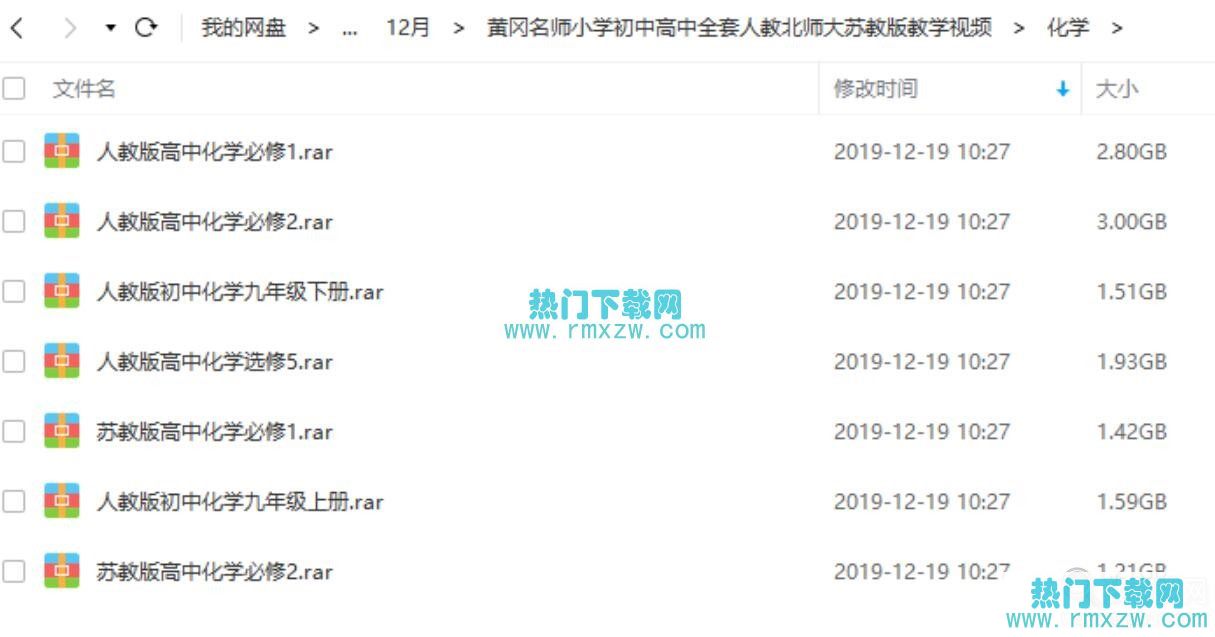 我的网盘 > ... 12月 > 黄冈名师小学初中高中全套人教北师大苏教版教学视频 > 化学 >
文件名 修改时间 大小
人教版高中化学必修1.rar 2019-12-19 10:27 2.80GB
人教版高中化学必修2.rar 2019-12-19 10:27 3.00GB
人教版初中化学九年级下册.rar 2019-12-19 10:27 1.51GB
热门下载网
www.rmxzw.com
人教版高中化学选修5.rar 2019-12-19 10:27 1.93GB
苏教版高中化学必修1.rar 2019-12-19 10:27 1.42GB
人教版初中化学九年级上册.rar 2019-12-19 10:27 1.59GB
苏教版高中化学必修2.rar 2019-12-19 10:27 1.21GB
热门下载网
www.rmxzw.com